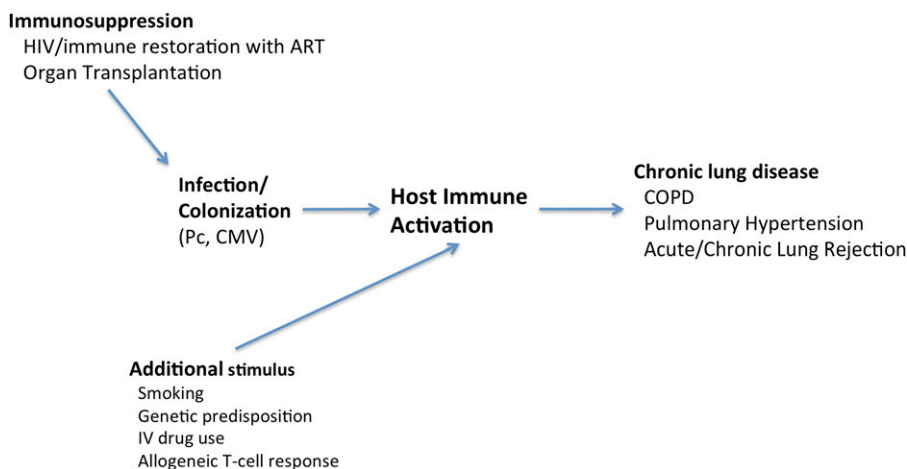 Immunosuppression
HIV/immune restoration with ART
Organ Transplantation
Infection/
Colonization
(Pc, CMV)
Host Immune
Activation
Chronic lung disease
COPD
Pulmonary Hypertension
Acute/Chronic Lung Rejection
Additional stimulus
Smoking
Genetic predisposition
IV drug use
Allogeneic T-cell response